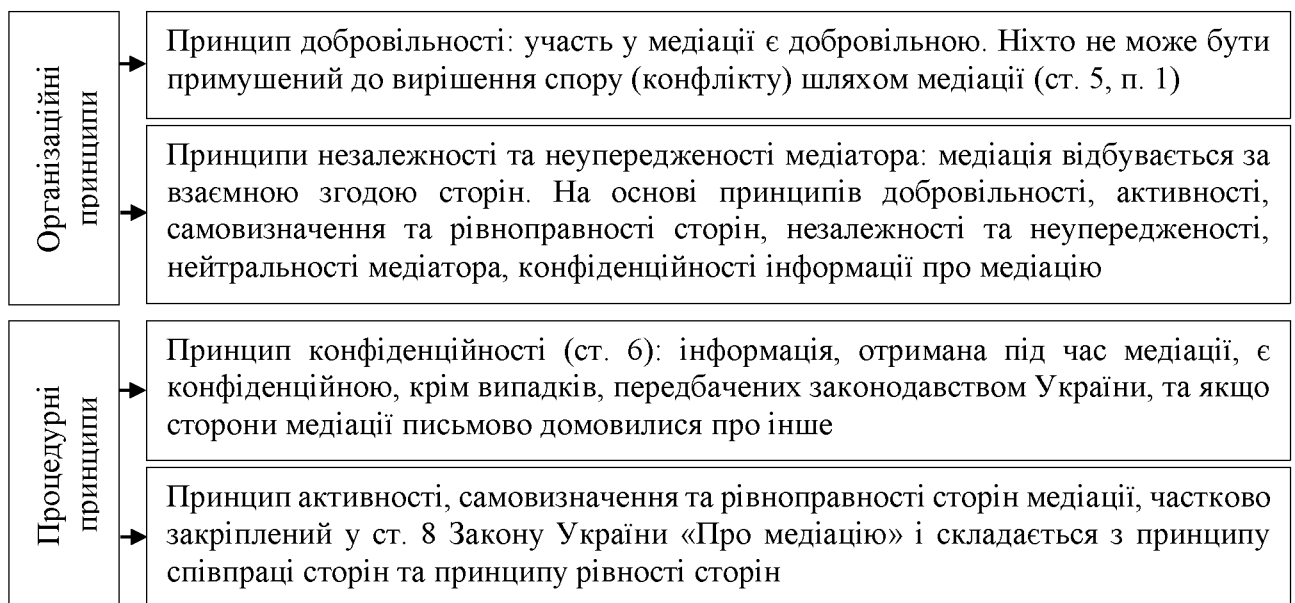 Організаційні
принципи
Принцип добровільності: участь у медіації є добровільною. Ніхто не може бути
примушений до вирішення спору (конфлікту) шляхом медіації (ст. 5, п. 1)
Принципи незалежності та неупередженості медіатора: медіація відбувається за
взаємною згодою сторін. На основі принципів добровільності, активності,
самовизначення та рівноправності сторін, незалежності та неупередженості,
нейтральності медіатора, конфіденційності інформації про медіацію
Процедурні
принципи
Принцип конфіденційності (ст. 6): інформація, отримана під час медіації, є
конфіденційною, крім випадків, передбачених законодавством України, та якщо
сторони медіації письмово домовилися про інше
Принцип активності, самовизначення та рівноправності сторін медіації, частково
закріплений у ст. 8 Закону України «Про медіацію» і складається з принципу
співпраці сторін та принципу рівності сторін